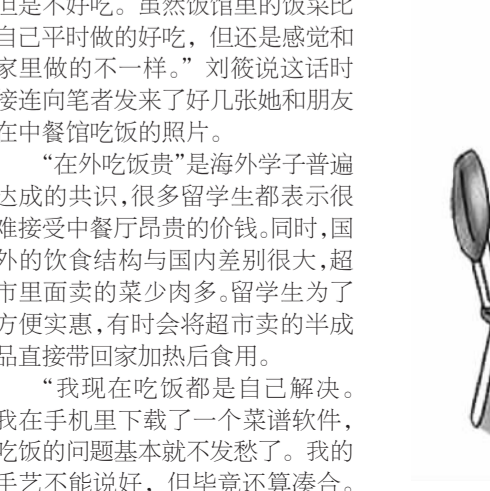 但是不好吃。虽然饭馆里的饭菜比
自己平时做的好吃，但还是感觉和
家里做的不一样。”刘筱说这话时
接连向笔者发来了好几张她和朋友
在中餐馆吃饭的照片。
“在外吃饭贵”是海外学子普遍
达成的共识，很多留学生都表示很
难接受中餐厅昂贵的价钱。同时，国
外的饮食结构与国内差别很大，超
市里面卖的菜少肉多。留学生为了
方便实惠，有时会将超市卖的半成
品直接带回家加热后食用。
“我现在吃饭都是自己解决。
我在手机里下载了一个菜谱软件，
吃饭的问题基本就不发愁了。我的
手艺不能说好，但毕竟还算凑合。